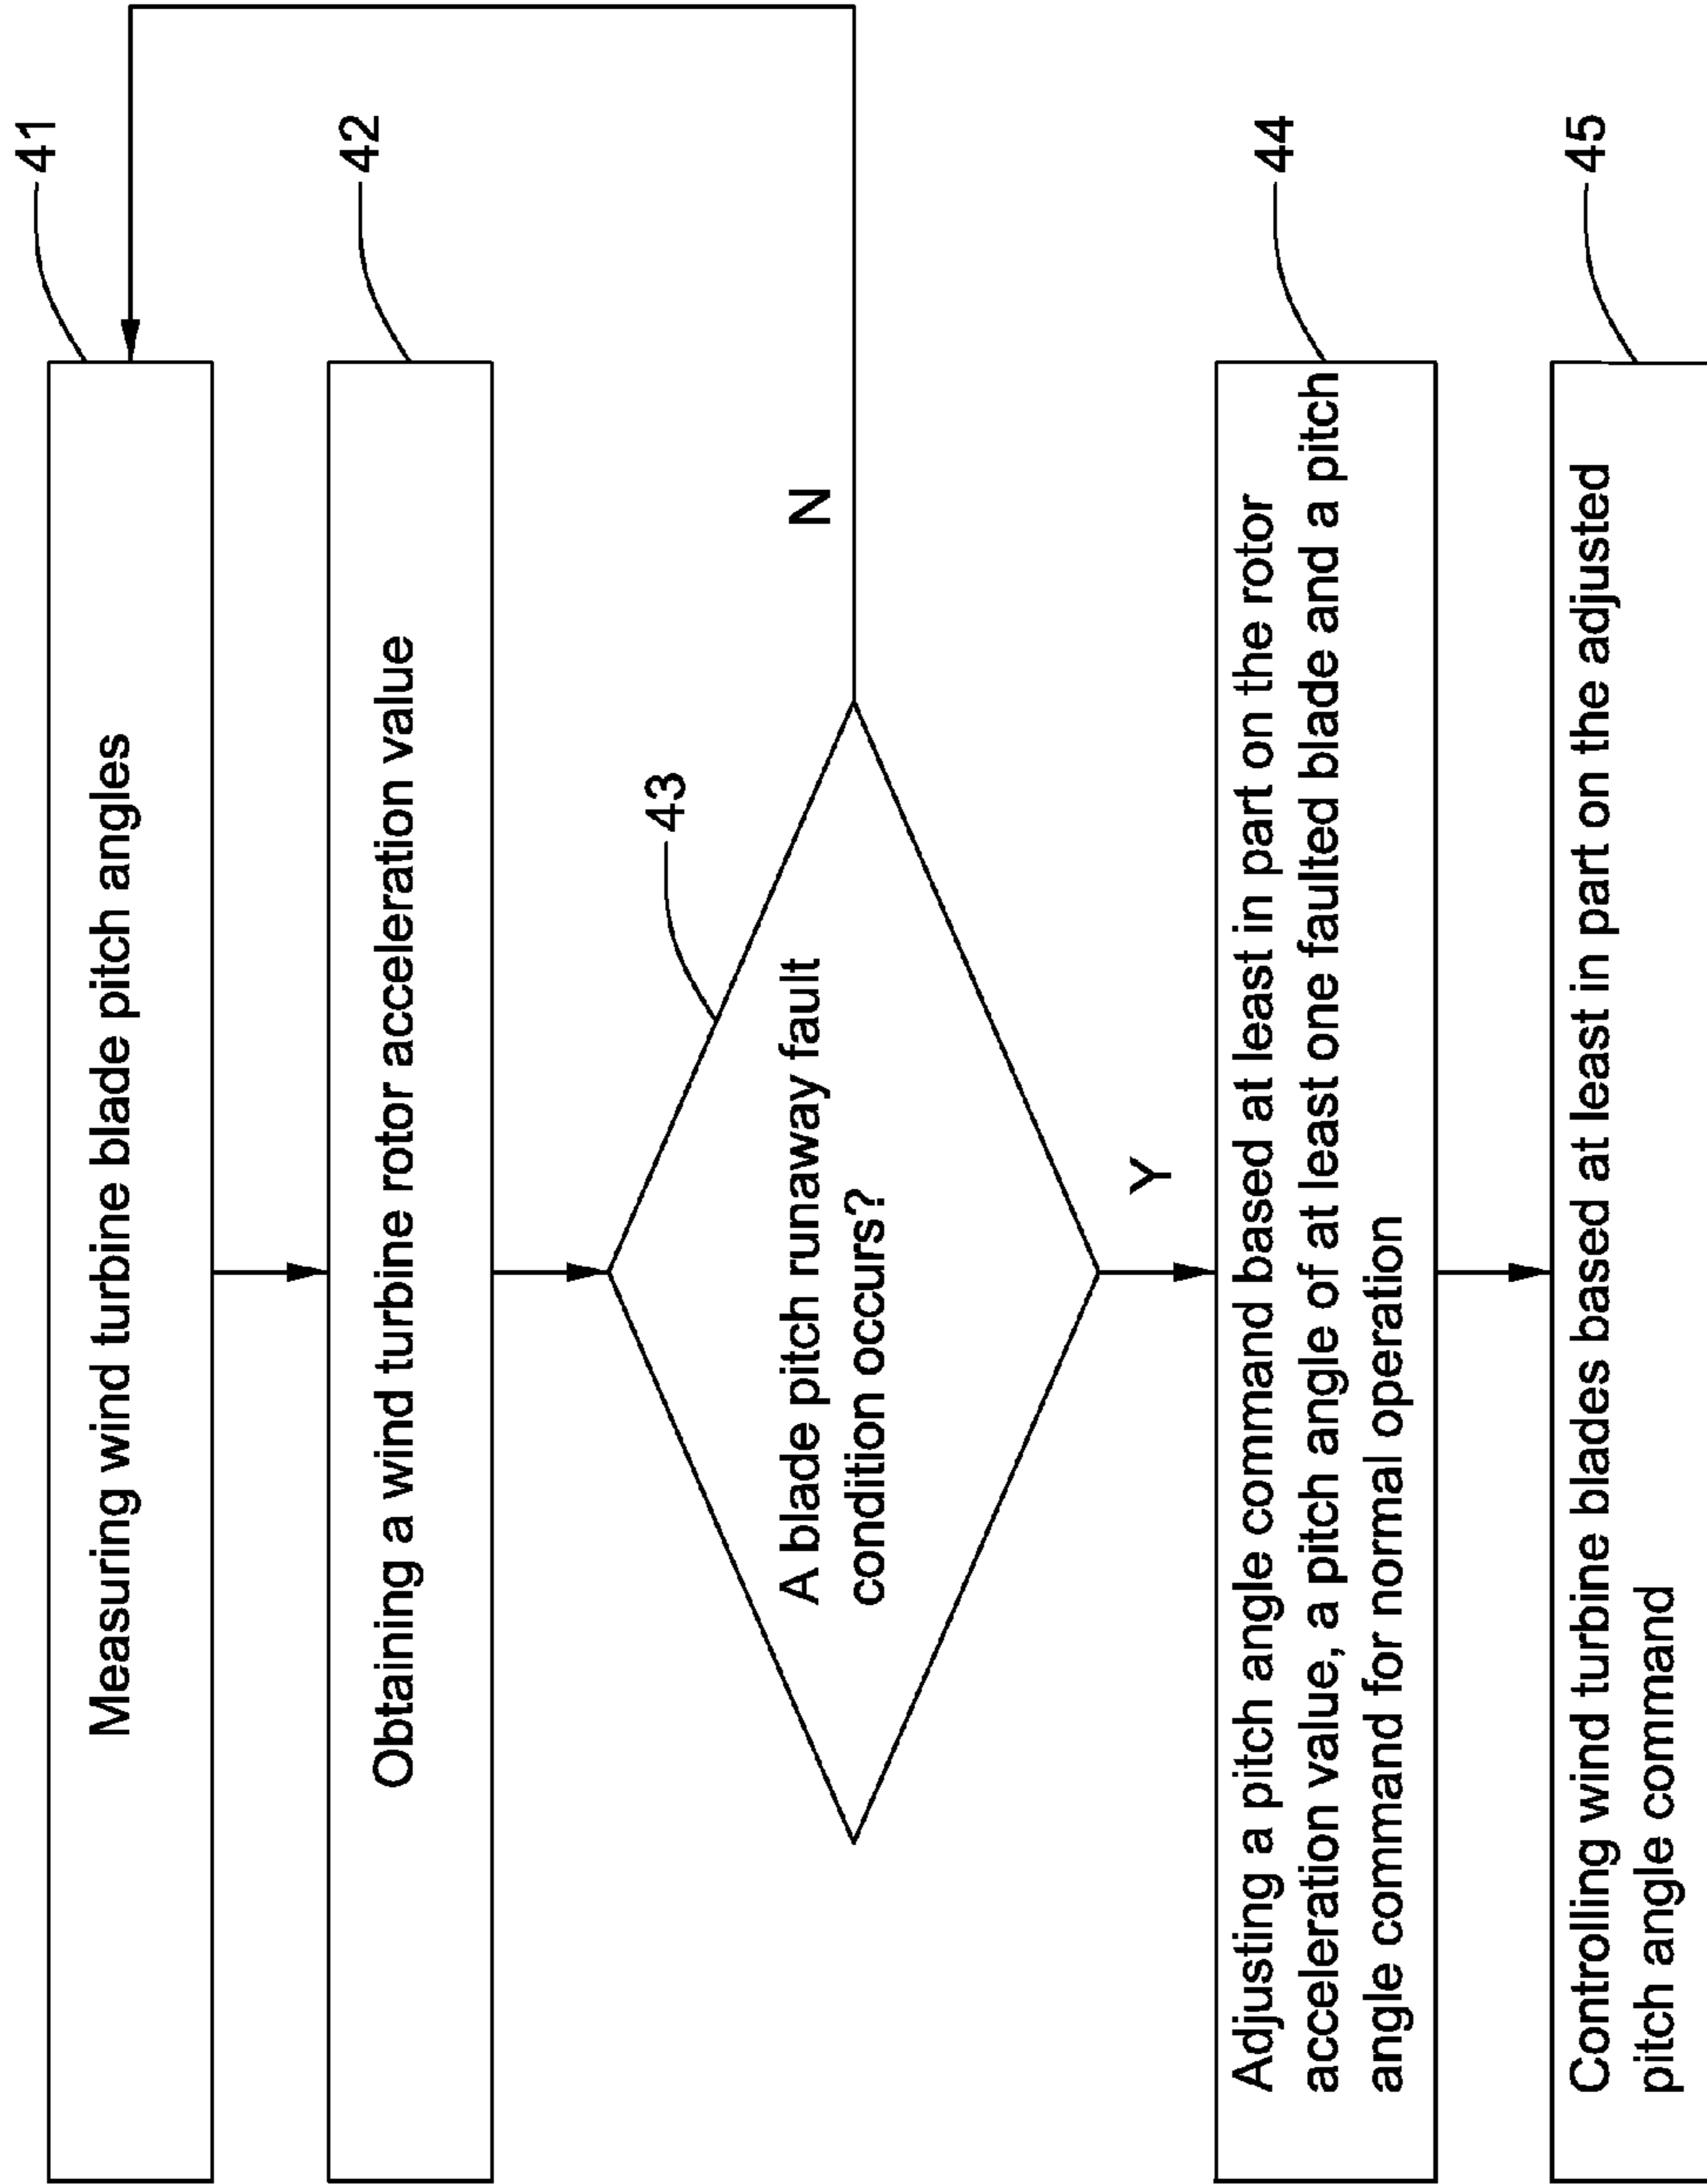 41
Measuring wind turbine blade pitch angles
42
Obtaining a wind turbine rotor acceleration value
43
A blade pitch runaway fault
condition occurs?
N
Y
44
Adjusting a pitch angle command based at least in part on the rotor
acceleration value, a pitch angle of at least one faulted blade and a pitch
angle command for normal operation
45
Controlling wind turbine blades based at least in part on the adjusted
pitch angle command